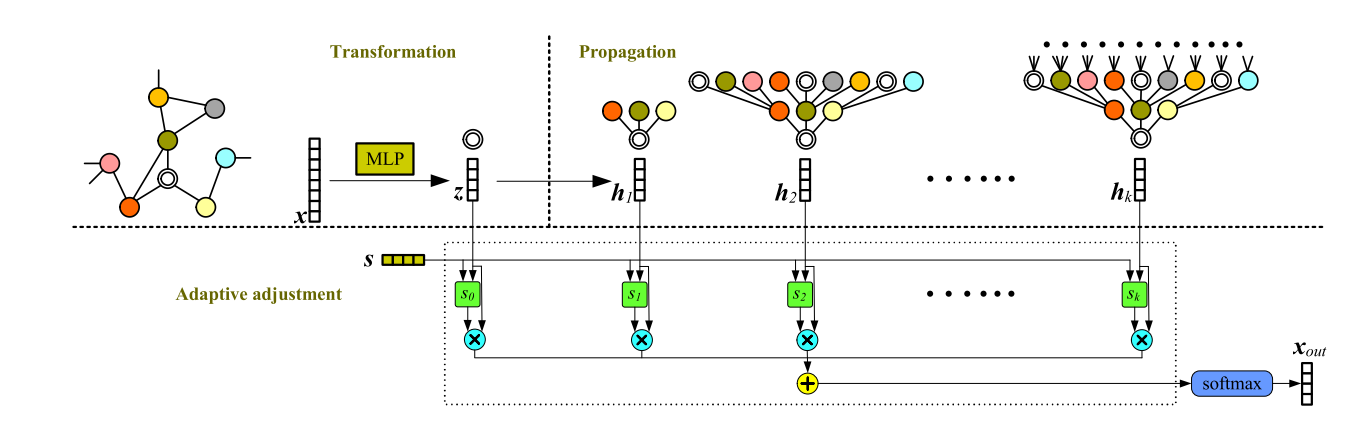 Transformation
Propagation
MLP
x
z
h1
h2
hk
s
Adaptive adjustment
s0
s1
s2
sk
xout
softmax